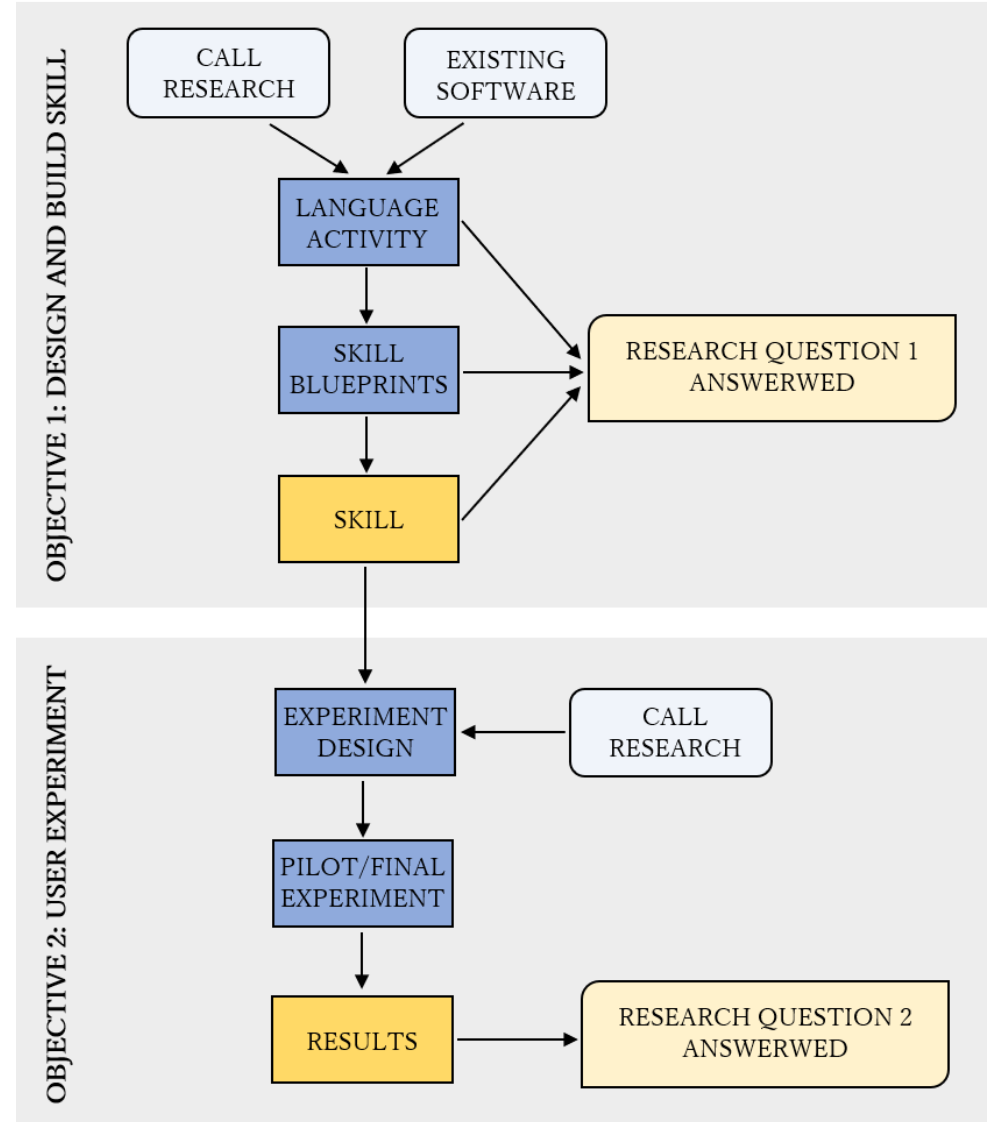 OBJECTIVE 1: DESIGN AND BUILD SKILL
CALL
RESEARCH
EXISTING
SOFTWARE
LANGUAGE
ACTIVITY
SKILL
BLUEPRINTS
RESEARCH QUESTION 1
ANSWERWED
SKILL
OBJECTIVE 2: USER EXPERIMENT
EXPERIMENT
DESIGN
CALL
RESEARCH
PILOT/FINAL
EXPERIMENT
RESULTS
RESEARCH QUESTION 2
ANSWERWED